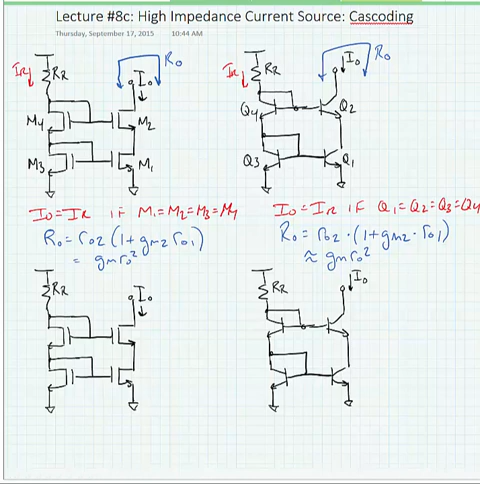 Lecture #8c: High Impedance Current Source: Cascoding
Thursday, September 17, 2015 10:44 AM
IR RR Io Ro
M4 M2
M3 M1
IR RR Io Ro
Q4 Q2
Q3 Q1
Io = IR IF M1=M2=M3=M4
Ro = ro2 (1+gm2 ro1)
= gm ro²
Io = IR IF Q1=Q2=Q3=Q4
Ro = ro2 · (1+gm2 · ro1)
≈ gm ro²
RR Io
RR Io